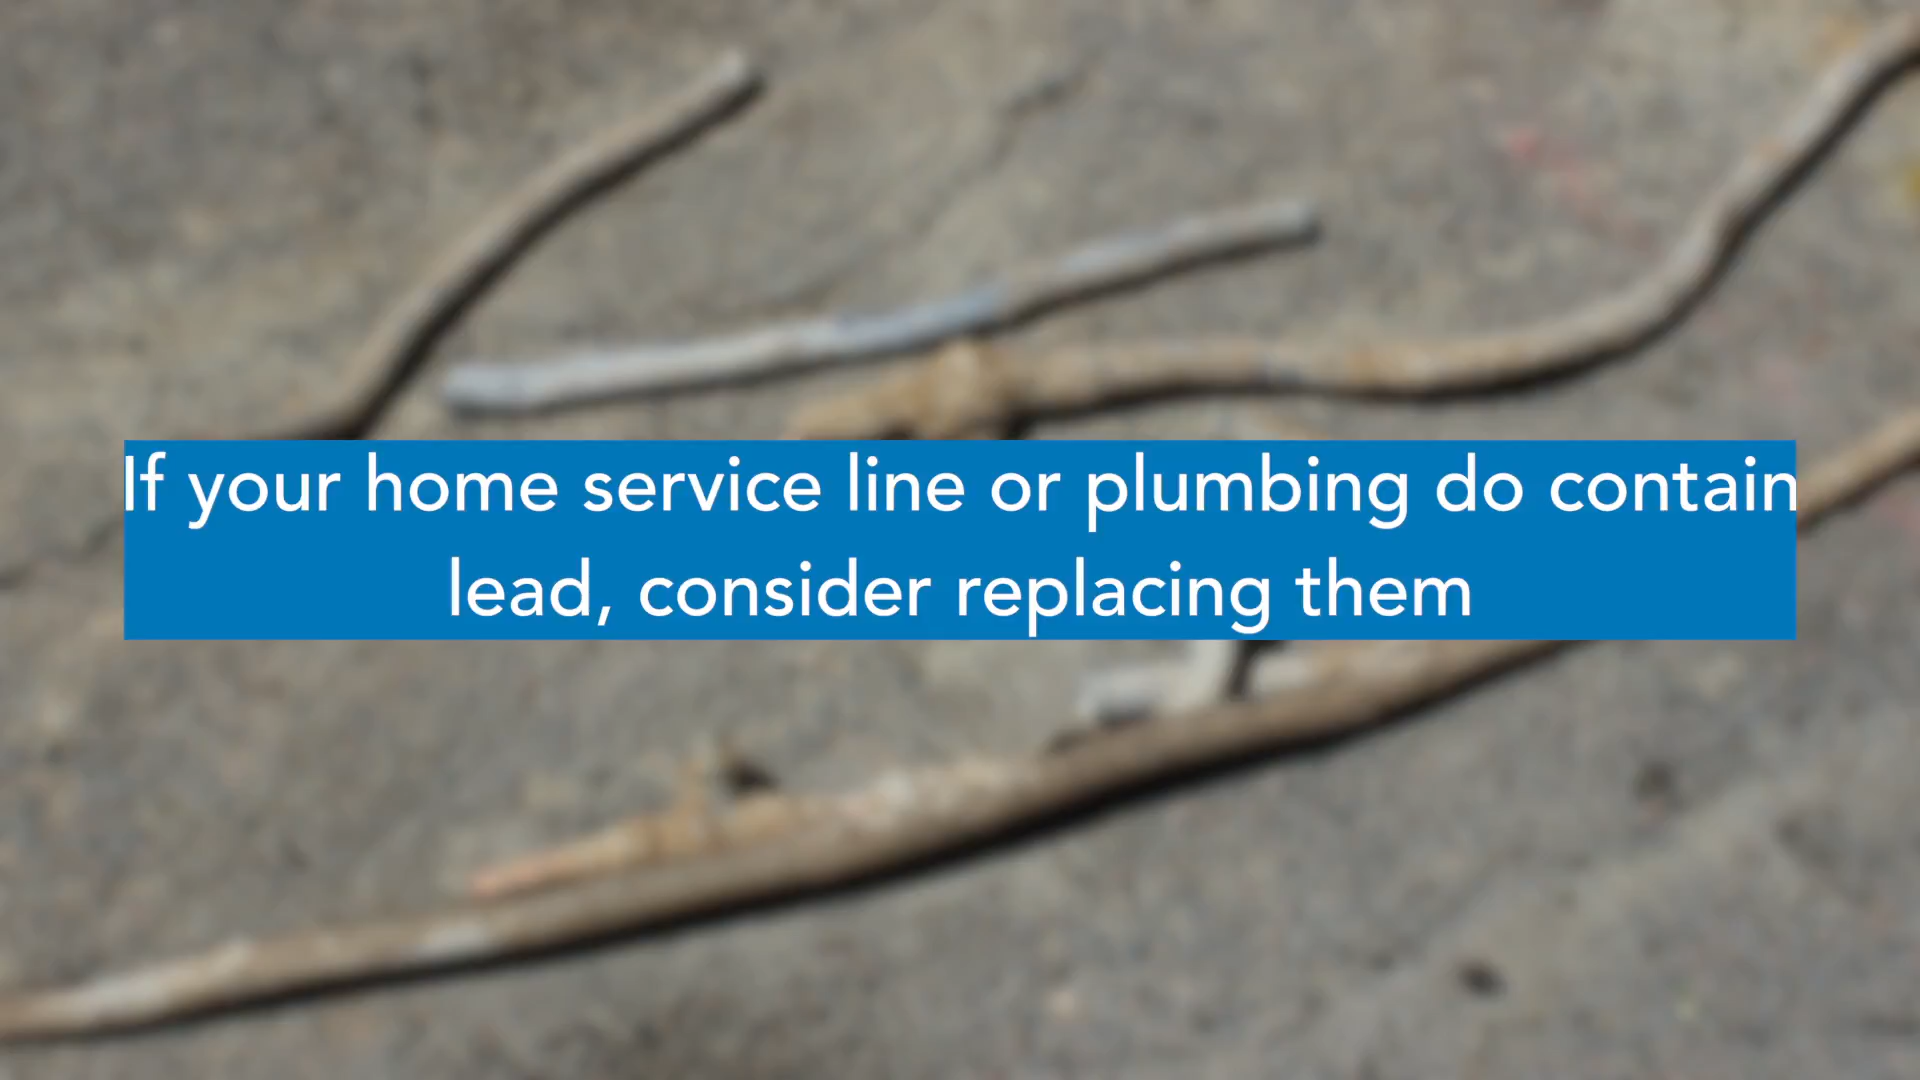 If your home service line or plumbing do contain
lead, consider replacing them